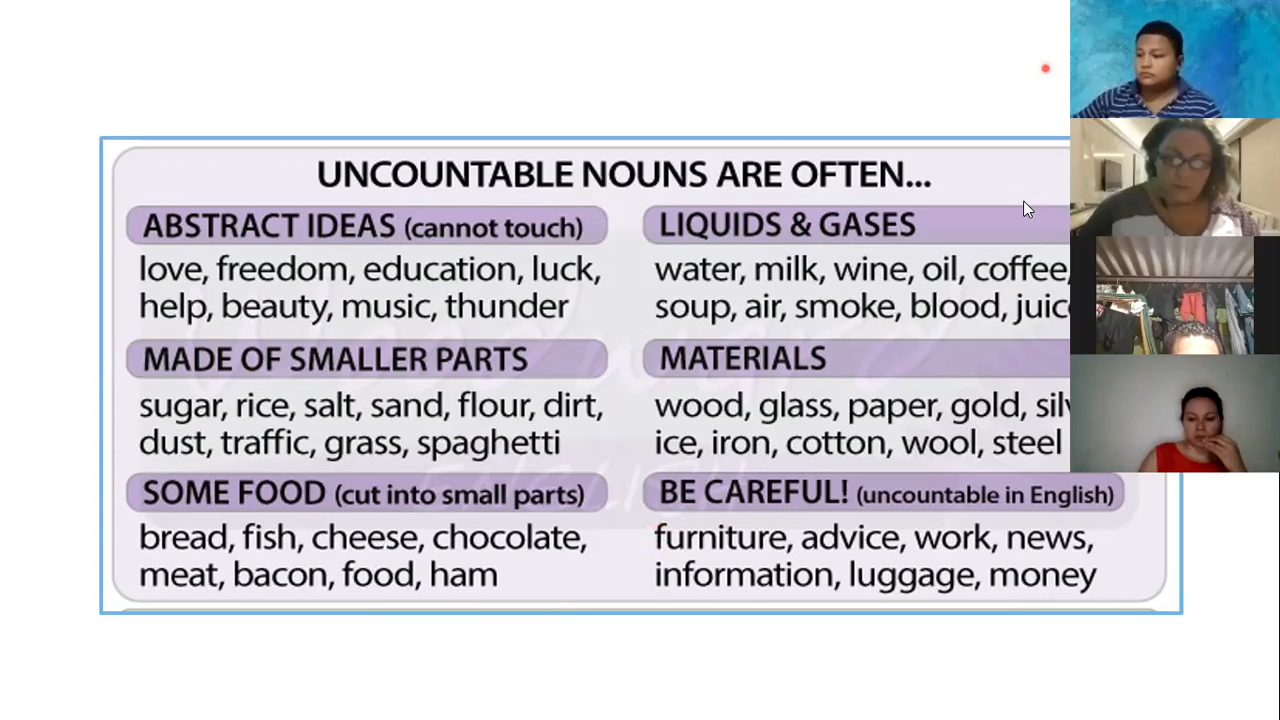 UNCOUNTABLE NOUNS ARE OFTEN...
ABSTRACT IDEAS (cannot touch)
love, freedom, education, luck,
help, beauty, music, thunder
LIQUIDS & GASES
water, milk, wine, oil, coffee,
soup, air, smoke, blood,
MADE OF SMALLER PARTS
sugar, rice, salt, sand, flour, dirt,
dust, traffic, grass, spaghetti
MATERIALS
wood, glass, paper, gold,
ice, iron, cotton, wool, steel
SOME FOOD (cut into small parts)
bread, fish, cheese, chocolate,
meat, bacon, food, ham
BE CAREFUL! (uncountable in English)
furniture, advice, work, news,
information, luggage, money